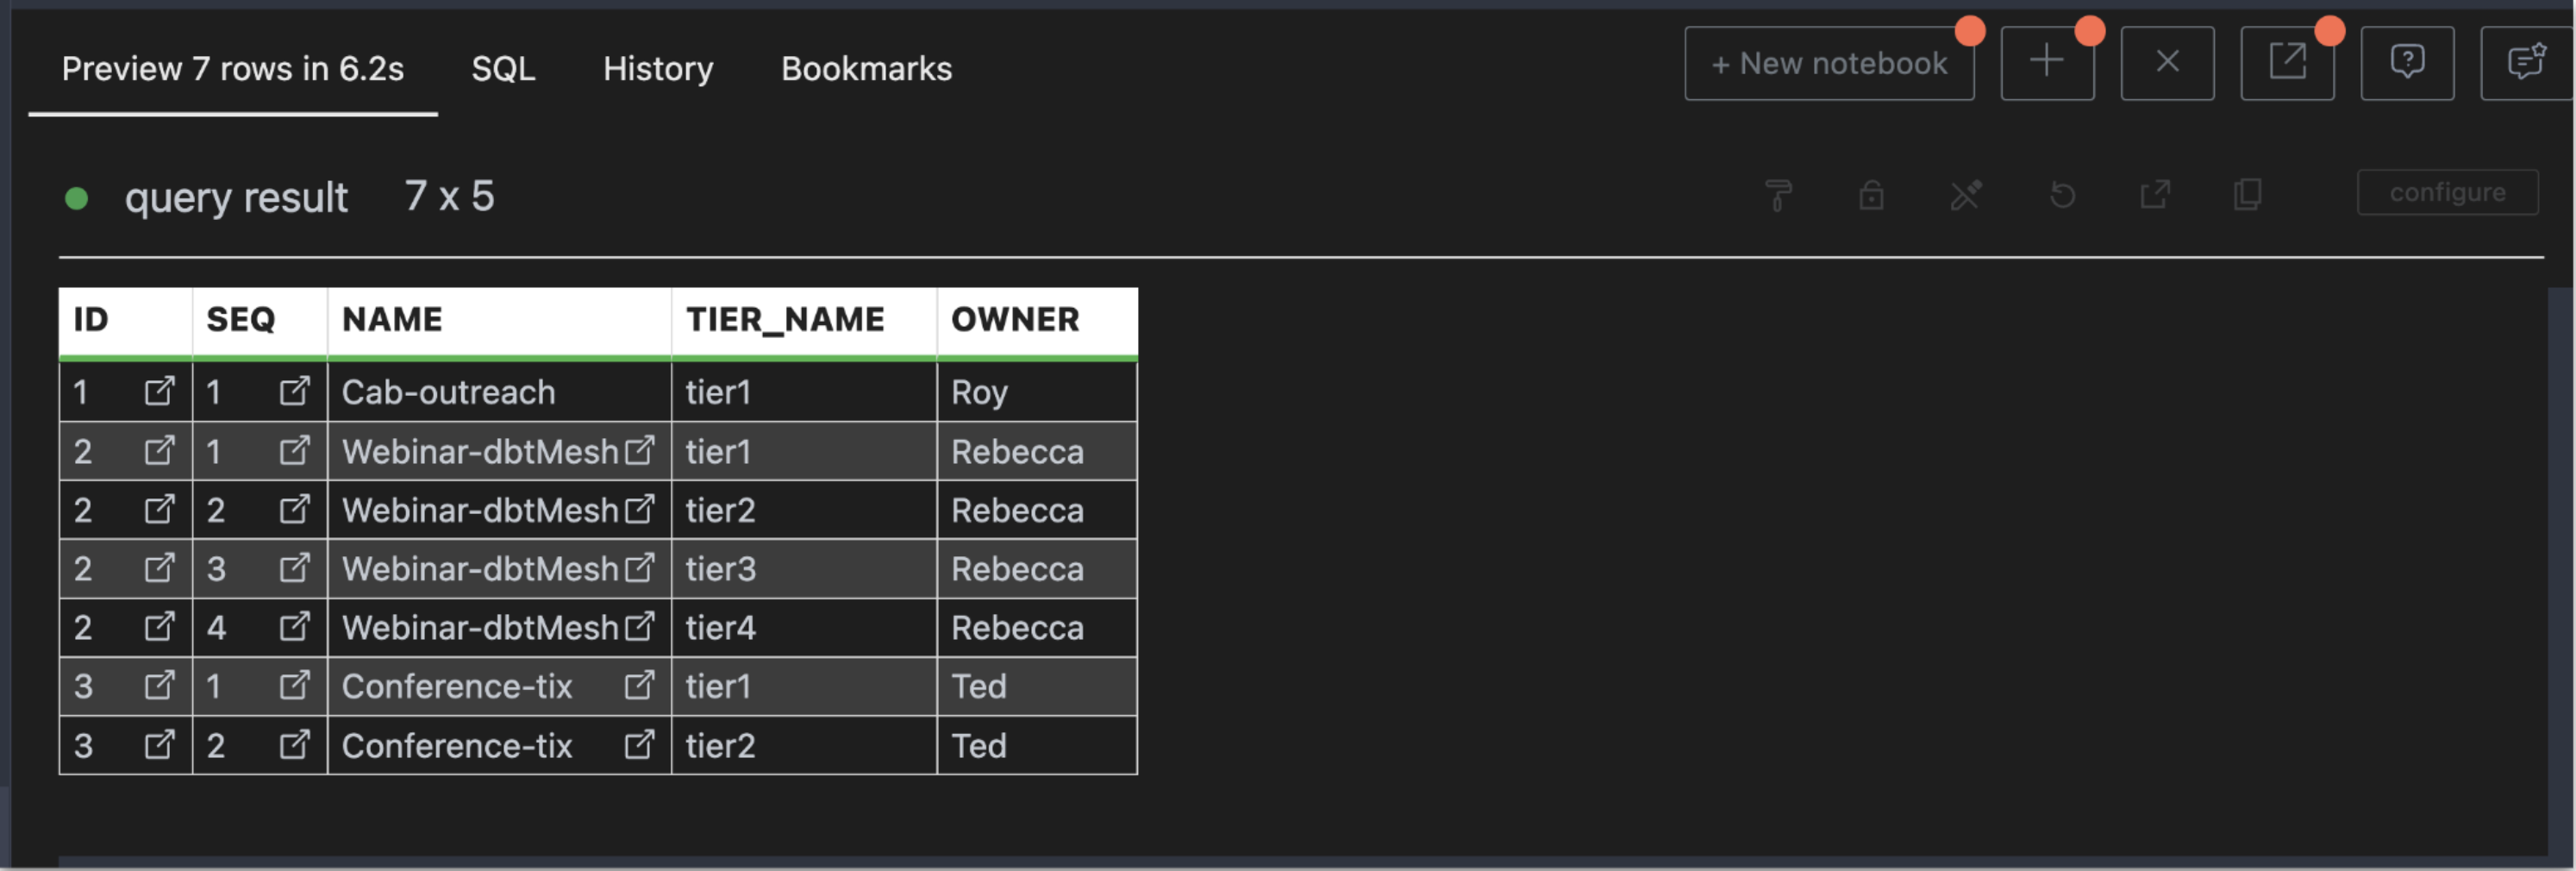 Preview 7 rows in 6.2s SQL History Bookmarks + New notebook
query result 7 x 5 configure
ID SEQ NAME TIER_NAME OWNER
1 1 Cab-outreach tier1 Roy
2 1 Webinar-dbtMesh tier1 Rebecca
2 2 Webinar-dbtMesh tier2 Rebecca
2 3 Webinar-dbtMesh tier3 Rebecca
2 4 Webinar-dbtMesh tier4 Rebecca
3 1 Conference-tix tier1 Ted
3 2 Conference-tix tier2 Ted